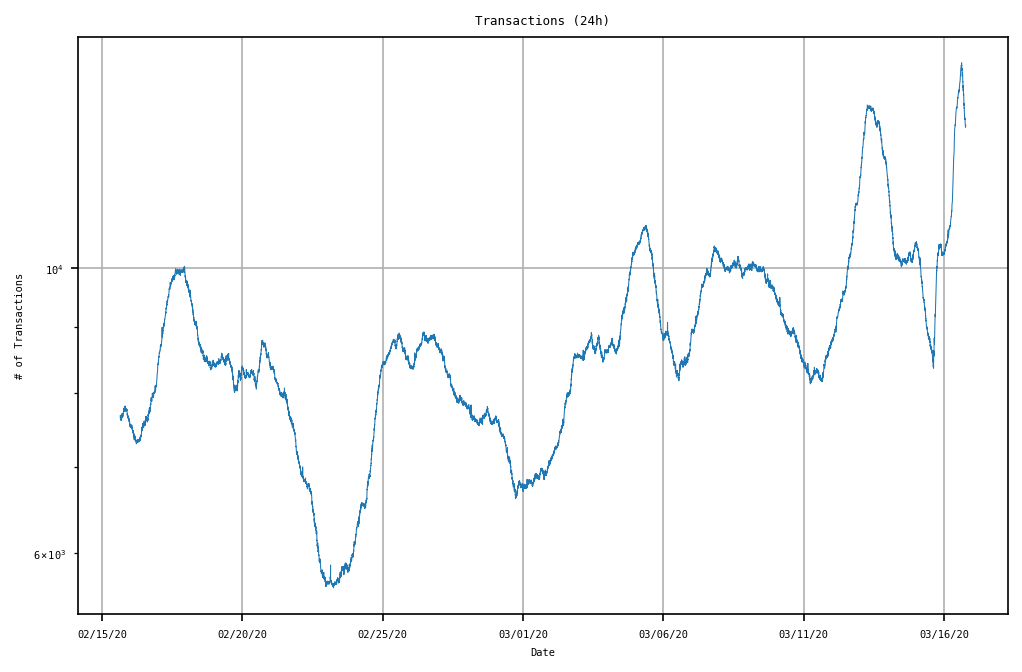 Transactions (24h)
# of Transactions
10⁴
6×10³
02/15/20 02/20/20 02/25/20 03/01/20 03/06/20 03/11/20 03/16/20
Date